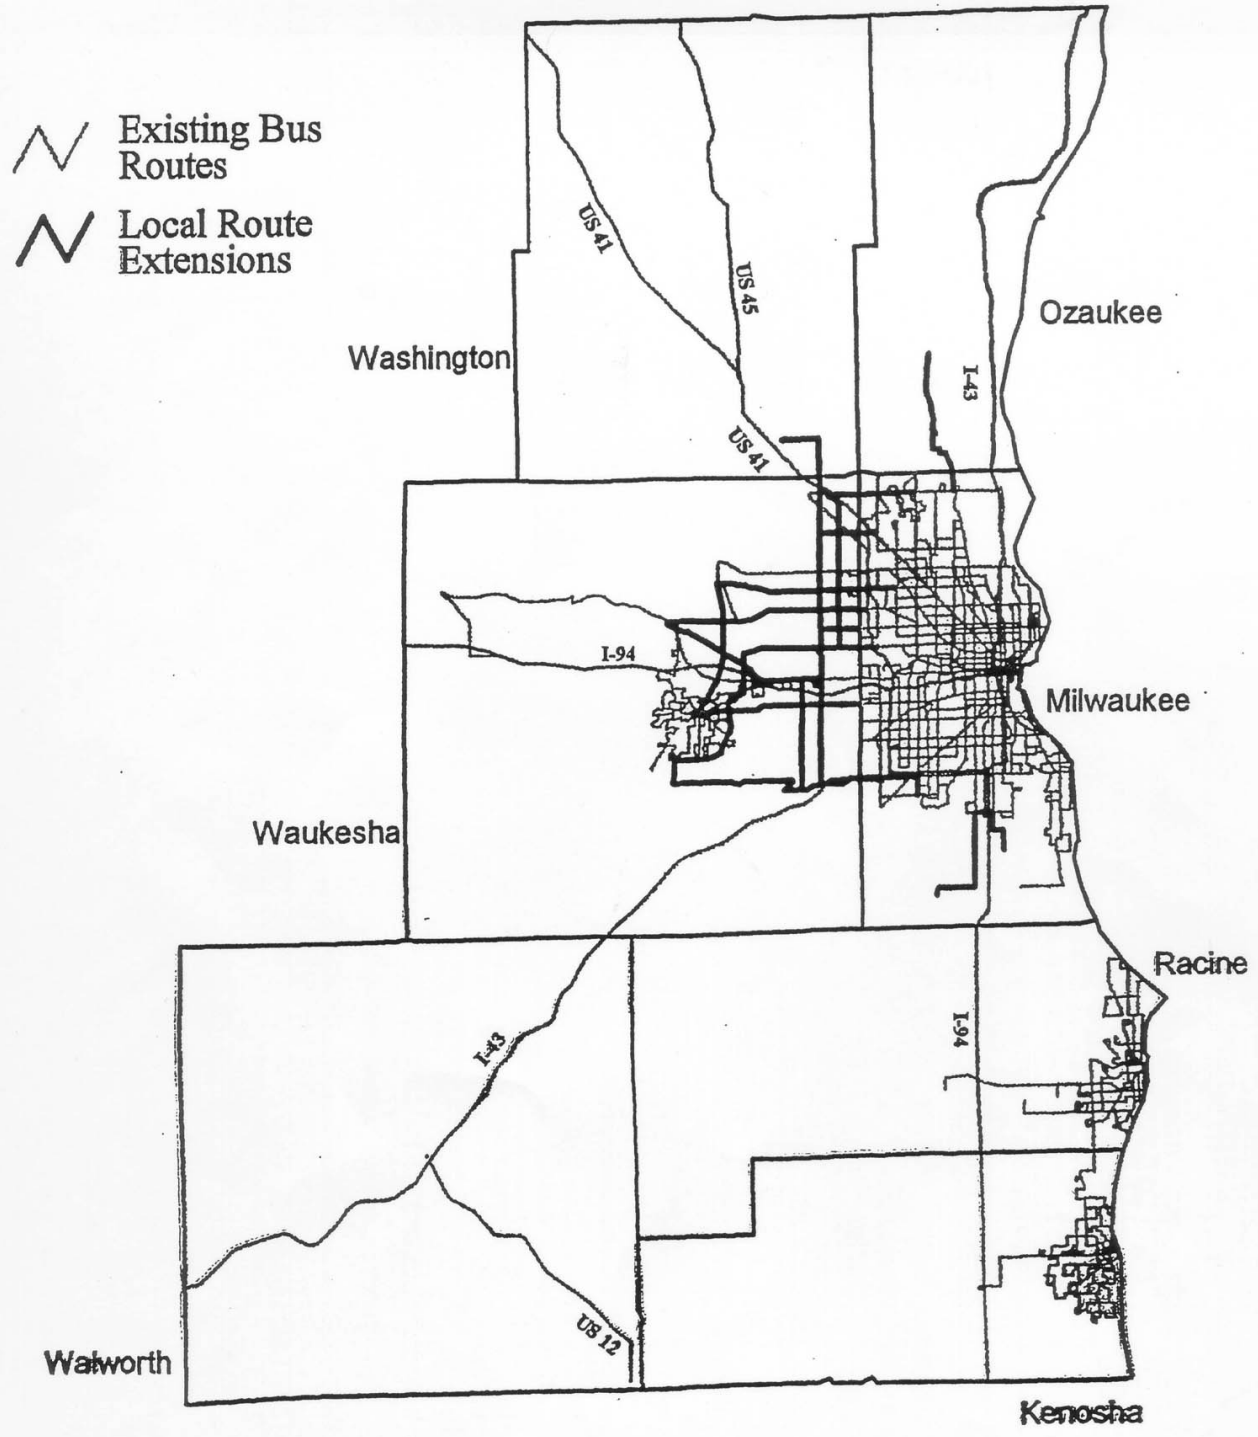 Existing Bus
Routes
Local Route
Extensions
US 41
US 45
Ozaukee
Washington
I-43
US 41
I-94
Milwaukee
Waukesha
Racine
I-94
I-43
US 12
Walworth
Kenosha